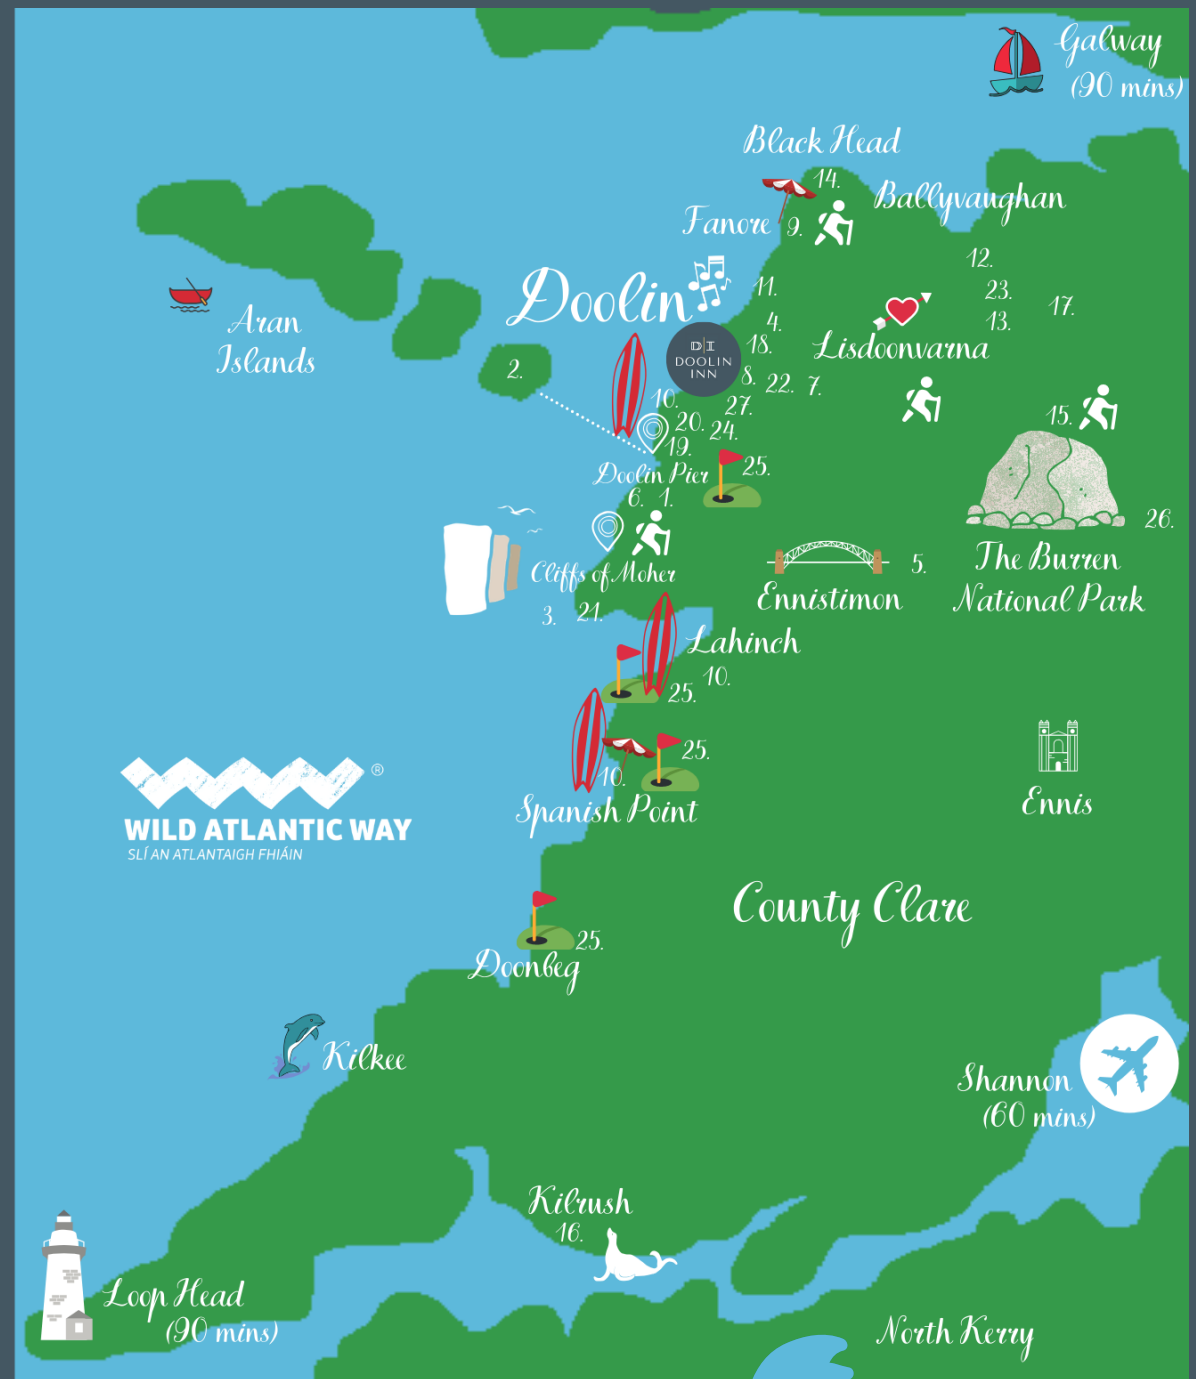 Galway
(90 mins)
Black Head
14.
Ballyvaughan
Fanore
9.
12.
Doolin
11.
23.
17.
Aran
Islands
4.
13.
18.
Lisdoonvarna
D|I
DOOLIN
INN
2.
8.
22.
7.
10.
27.
15.
20.
24.
19.
25.
Doolin Pier
6.
1.
26.
Cliffs of Moher
5.
The Burren
National Park
Ennistimon
3.
21.
Lahinch
10.
25.
25.
10.
Spanish Point
Ennis
®
WILD ATLANTIC WAY
SLÍ AN ATLANTAIGH FHIÁIN
County Clare
25.
Doonbeg
Kilkee
Shannon
(60 mins)
Kilrush
16.
Loop Head
(90 mins)
North Kerry